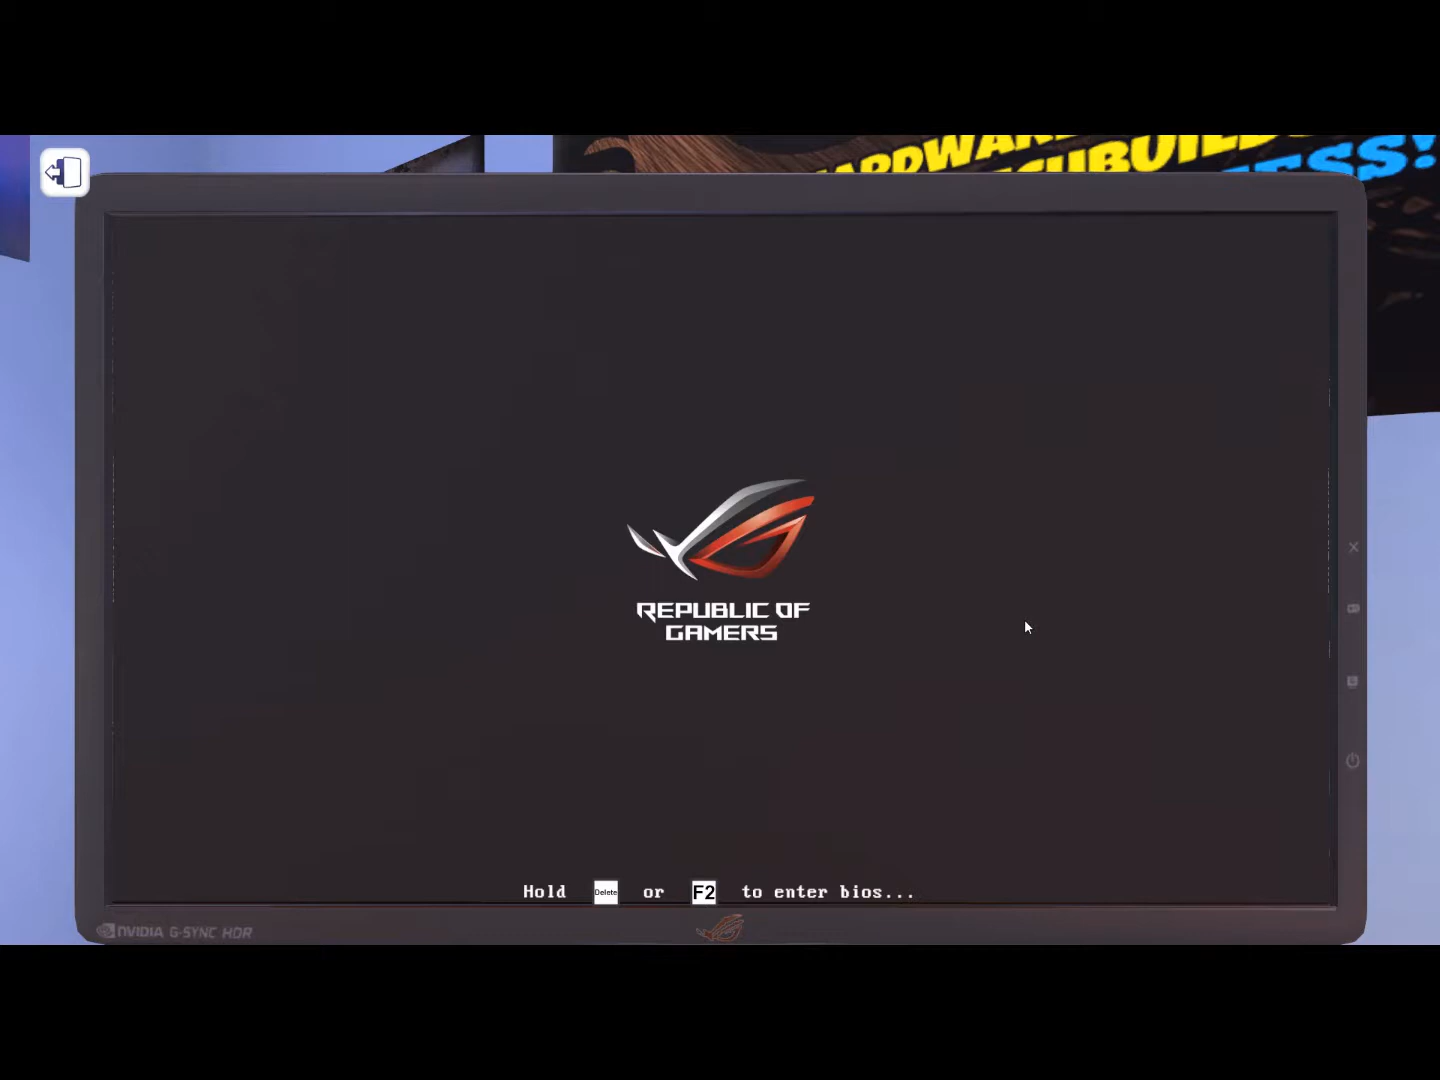 REPUBLIC OF
GAMERS
Hold Delete or F2 to enter bios...
NVIDIA G-SYNC HDR